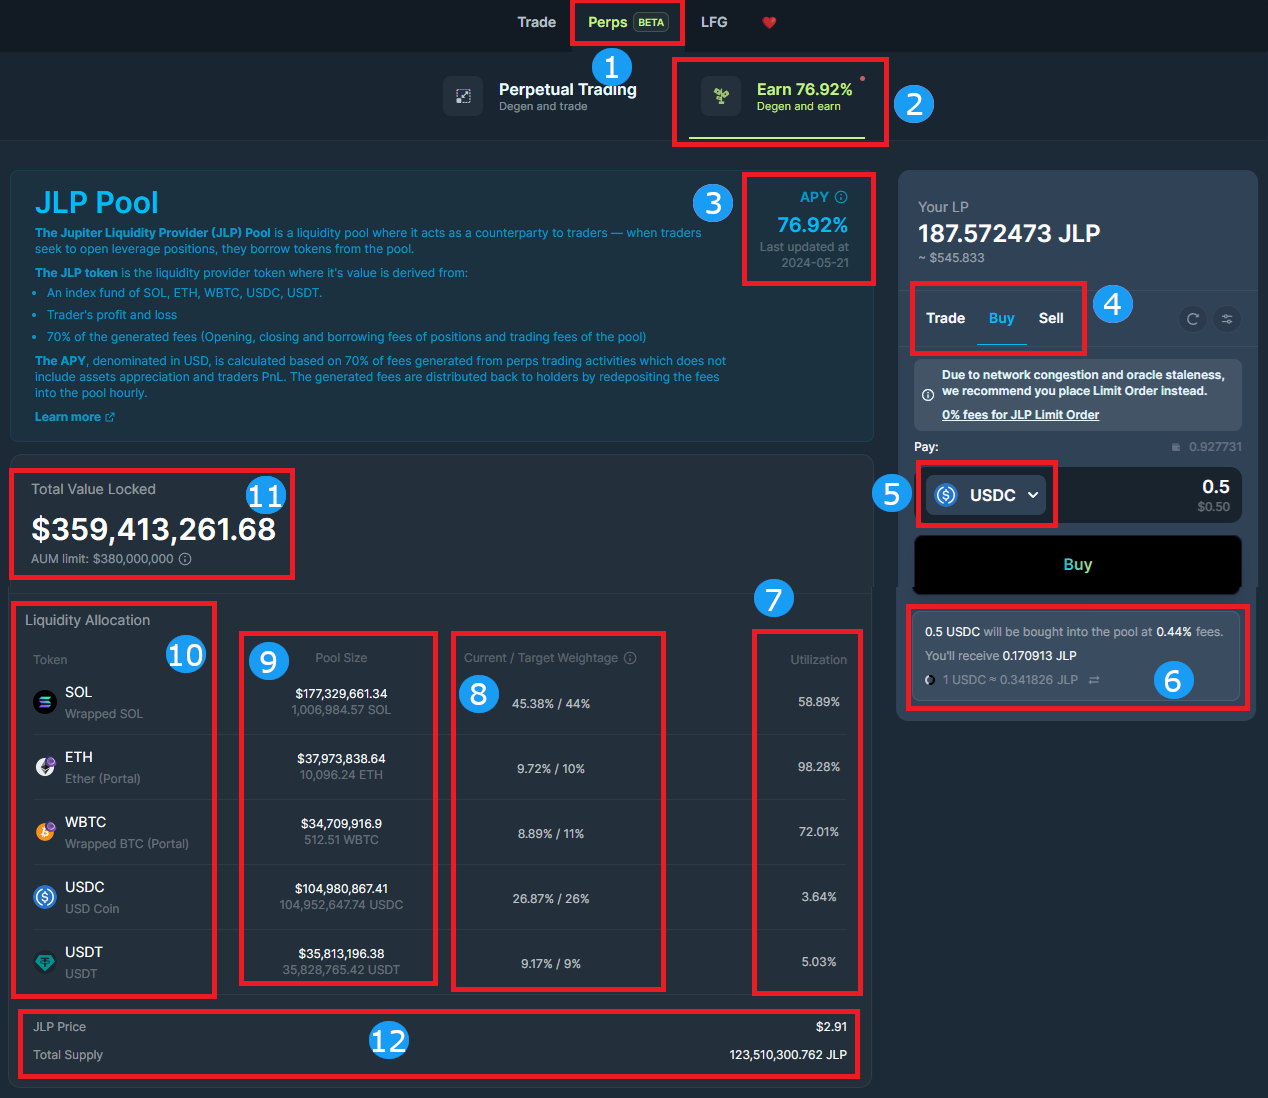 Trade
Perps BETA
LFG
1
Perpetual Trading
Degen and trade
Earn 76.92%
Degen and earn
2
JLP Pool
The Jupiter Liquidity Provider (JLP) Pool is a liquidity pool where it acts as a counterparty to traders — when traders
seek to open leverage positions, they borrow tokens from the pool.
The JLP token is the liquidity provider token where it's value is derived from:
• An index fund of SOL, ETH, WBTC, USDC, USDT.
• Trader's profit and loss
• 70% of the generated fees (Opening, closing and borrowing fees of positions and trading fees of the pool)
The APY, denominated in USD, is calculated based on 70% of fees generated from perps trading activities which does not
include assets appreciation and traders PnL. The generated fees are distributed back to holders by redepositing the fees
into the pool hourly.
Learn more
3
APY
76.92%
Last updated at
2024-05-21
Your LP
187.572473 JLP
~ $545.833
Trade Buy Sell
4
Due to network congestion and oracle staleness,
we recommend you place Limit Order instead.
0% fees for JLP Limit Order
Pay:
0.927731
5
USDC
0.5
$0.50
Buy
0.5 USDC will be bought into the pool at 0.44% fees.
You'll receive 0.170913 JLP
1 USDC ≈ 0.341826 JLP
6
Total Value Locked
11
$359,413,261.68
AUM limit: $380,000,000
7
Liquidity Allocation
10
9
8
Token Pool Size Current / Target Weightage Utilization
SOL
Wrapped SOL
$177,329,661.34
1,006,984.57 SOL
45.38% / 44%
58.89%
ETH
Ether (Portal)
$37,973,838.64
10,096.24 ETH
9.72% / 10%
98.28%
WBTC
Wrapped BTC (Portal)
$34,709,916.9
512.51 WBTC
8.89% / 11%
72.01%
USDC
USD Coin
$104,980,867.41
104,952,647.74 USDC
26.87% / 26%
3.64%
USDT
USDT
$35,813,196.38
35,828,765.42 USDT
9.17% / 9%
5.03%
JLP Price
$2.91
12
Total Supply
123,510,300.762 JLP